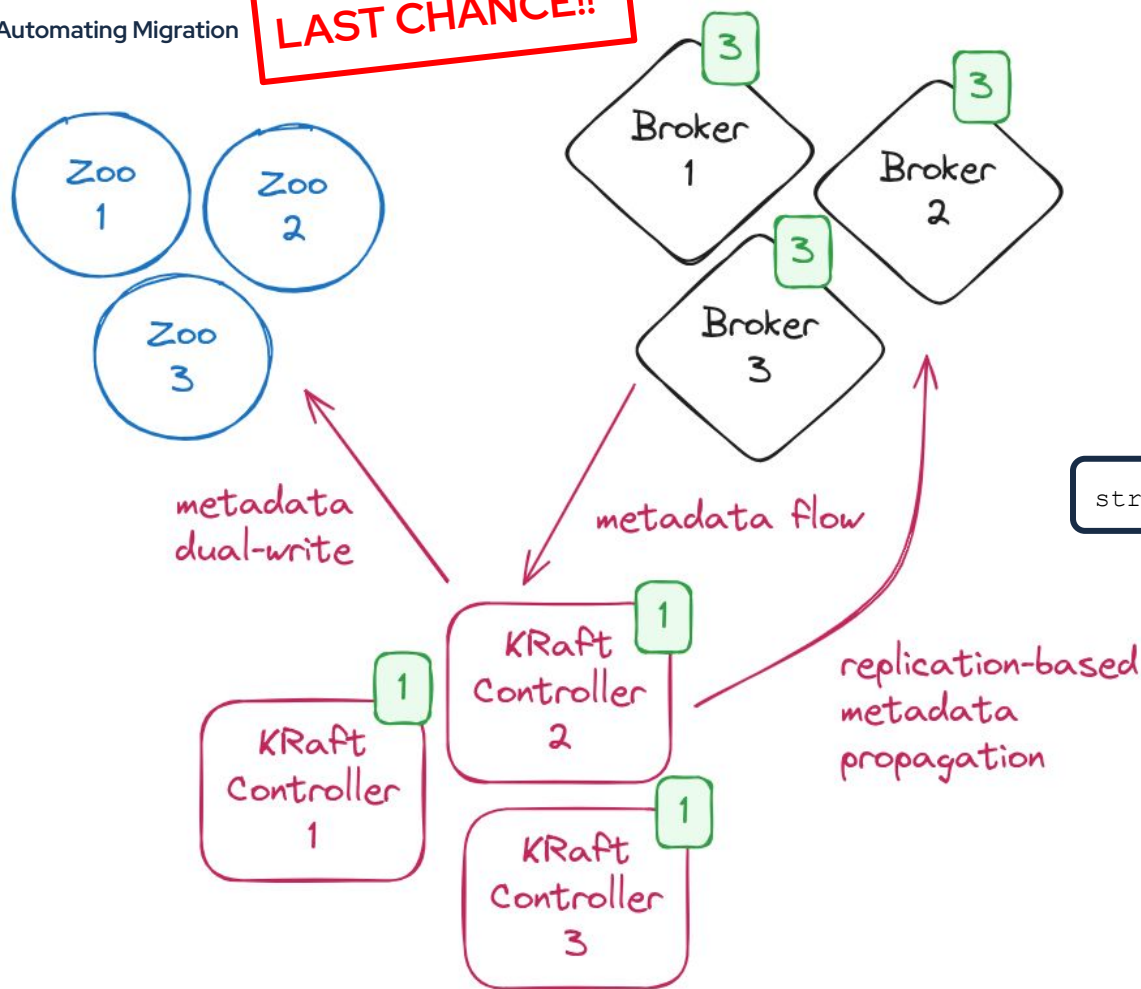 Automating Migration
LAST CHANCE!!
Zoo
1
Zoo
2
Zoo
3
3
Broker
1
3
Broker
2
3
Broker
3
metadata
dual-write
metadata flow
str
replication-based
metadata
propagation
1
KRaft
Controller
2
1
KRaft
Controller
1
1
KRaft
Controller
3